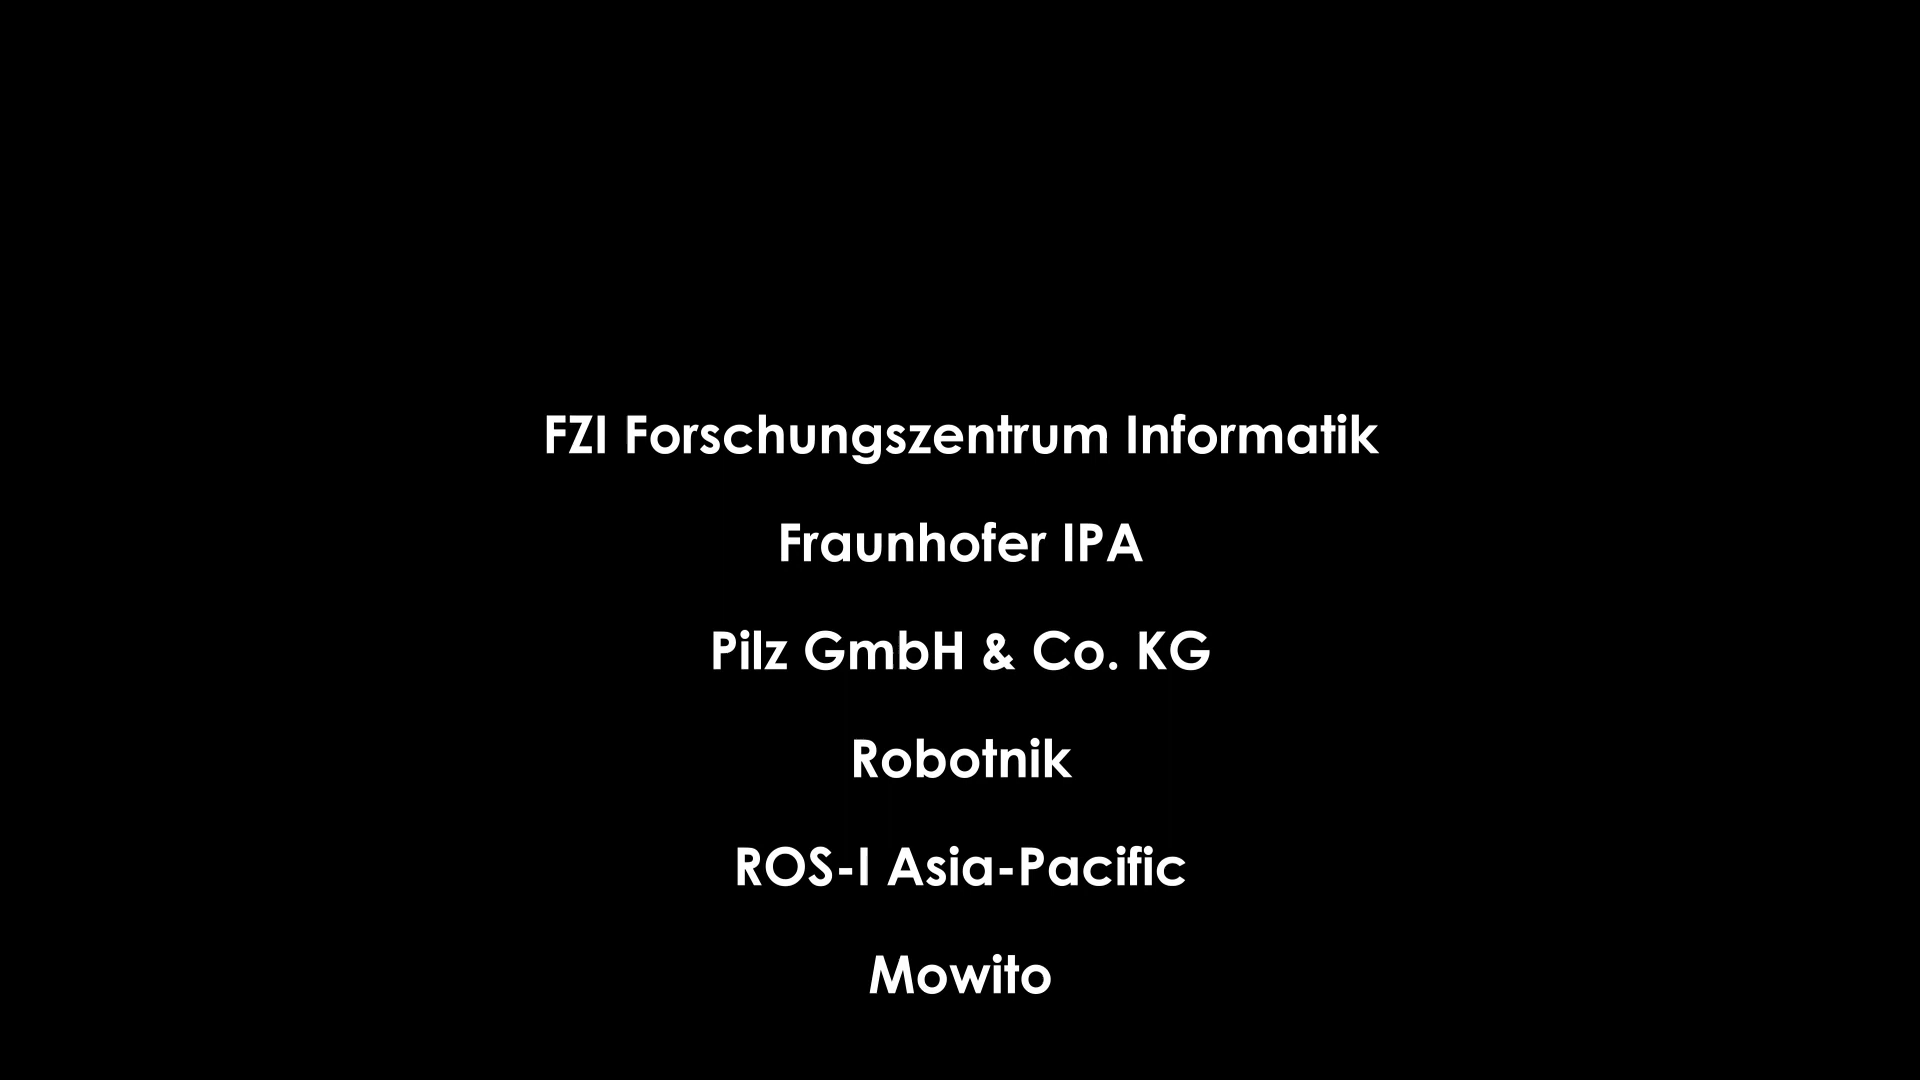 FZI Forschungszentrum Informatik
Fraunhofer IPA
Pilz GmbH & Co. KG
Robotnik
ROS-I Asia-Pacific
Mowito